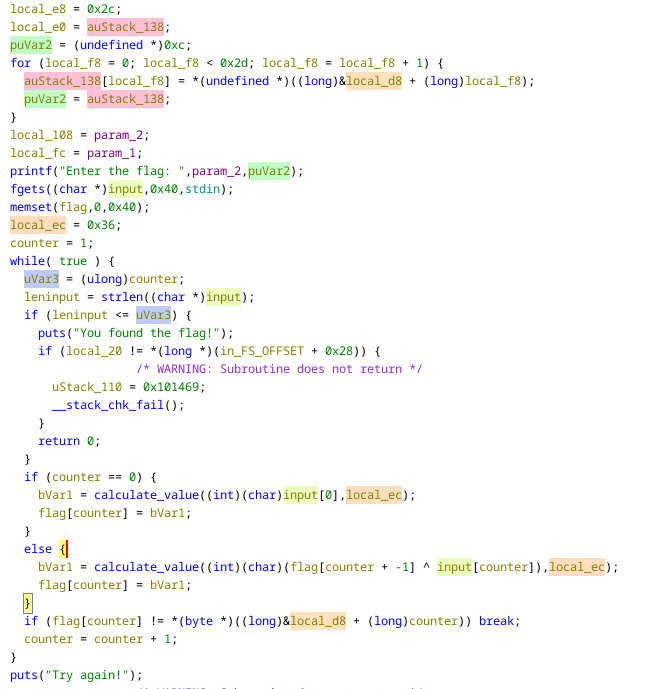 local_e8 = 0x2c;
local_e0 = auStack_138;
puVar2 = (undefined *)0xc;
for (local_f8 = 0; local_f8 < 0x2d; local_f8 = local_f8 + 1) {
auStack_138[local_f8] = *(undefined *)((long)&local_d8 + (long)local_f8);
puVar2 = auStack_138;
}
local_108 = param_2;
local_fc = param_1;
printf("Enter the flag: ",param_2,puVar2);
fgets((char *)input,0x40,stdin);
memset(flag,0,0x40);
local_ec = 0x36;
counter = 1;
while( true ) {
uVar3 = (ulong)counter;
leninput = strlen((char *)input);
if (leninput <= uVar3) {
puts("You found the flag!");
if (local_20 != *(long *)(in_FS_OFFSET + 0x28)) {
/* WARNING: Subroutine does not return */
uStack_110 = 0x101469;
__stack_chk_fail();
}
return 0;
}
if (counter == 0) {
bVar1 = calculate_value((int)(char)input[0],local_ec);
flag[counter] = bVar1;
}
else {
bVar1 = calculate_value((int)(char)(flag[counter + -1] ^ input[counter]),local_ec);
flag[counter] = bVar1;
}
if (flag[counter] != *(byte *)((long)&local_d8 + (long)counter)) break;
counter = counter + 1;
}
puts("Try again!");